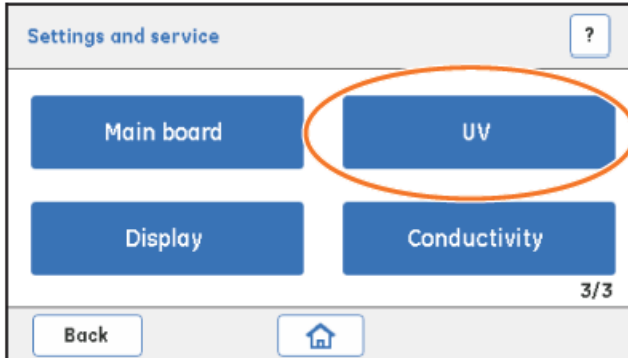 Settings and service
?
Main board
UV
Display
Conductivity
3/3
Back